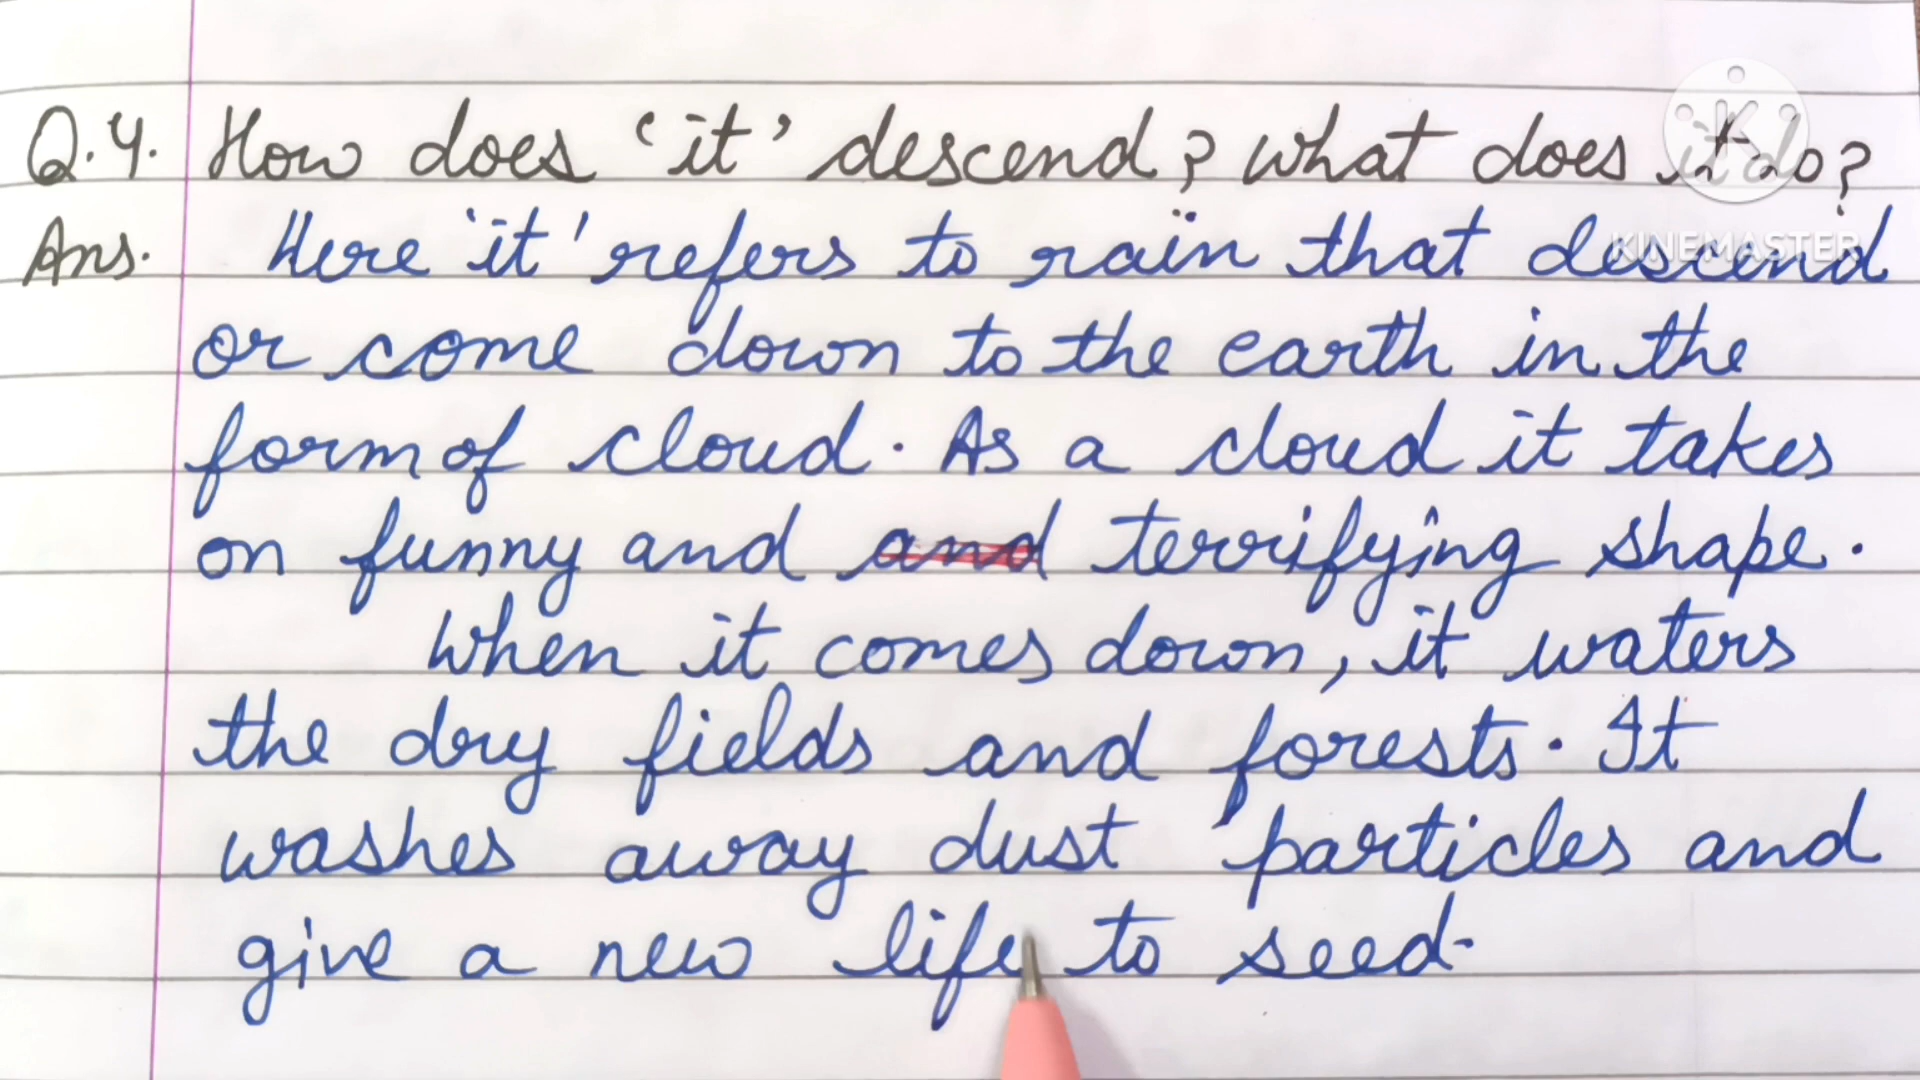 Q.4. How does 'it' descend? What does it do?
KINEMASTER
Ans. Here 'it' refers to rain that descend
or come down to the earth in the
form of cloud. As a cloud it takes
on funny and and terrifying shape.
When it comes down, it waters
the dry fields and forests. It
washes away dust particles and
give a new life to seed.